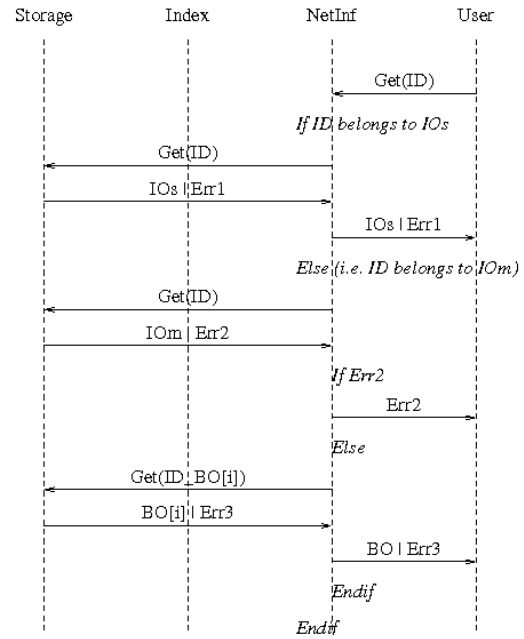 Storage Index NetInf User
Get(ID)
If ID belongs to IOs
Get(ID)
IOs | Err1
IOs | Err1
Else (i.e. ID belongs to IOm)
Get(ID)
IOm | Err2
If Err2
Err2
Else
Get(ID_BO[i])
BO[i] | Err3
BO | Err3
Endif
Endif